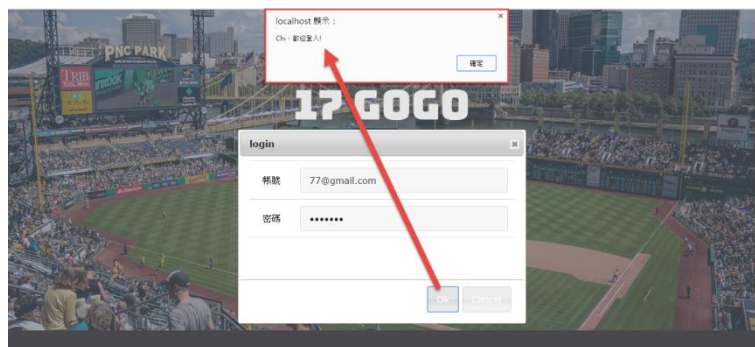 localhost 顯示：
Chi，歡迎登入!
確定
PNC PARK
TRIB
17 GOGO
login
帳號 77@gmail.com
密碼 •••••••
Ok Cancel